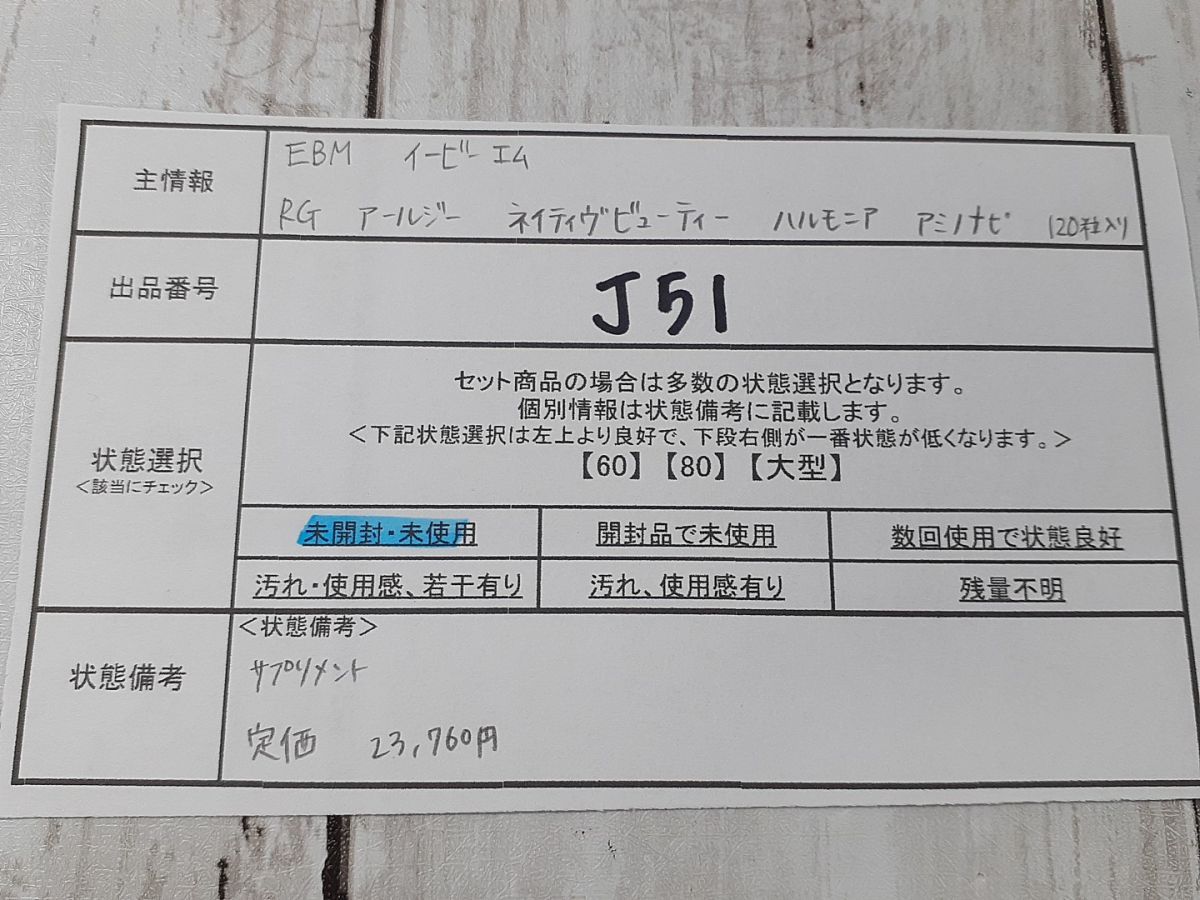 主情報
EBM イービーエム
RG アールジー ネイティヴビューティー ハルモニア アミノナビ 120粒入り
出品番号
J51
状態選択
<該当にチェック>
セット商品の場合は多数の状態選択となります。
個別情報は状態備考に記載します。
<下記状態選択は左上より良好で、下段右側が一番状態が低くなります。>
【60】【80】【大型】
未開封・未使用 開封品で未使用 数回使用で状態良好
汚れ・使用感、若干有り 汚れ、使用感有り 残量不明
状態備考
<状態備考>
サプリメント
定価 23,760円